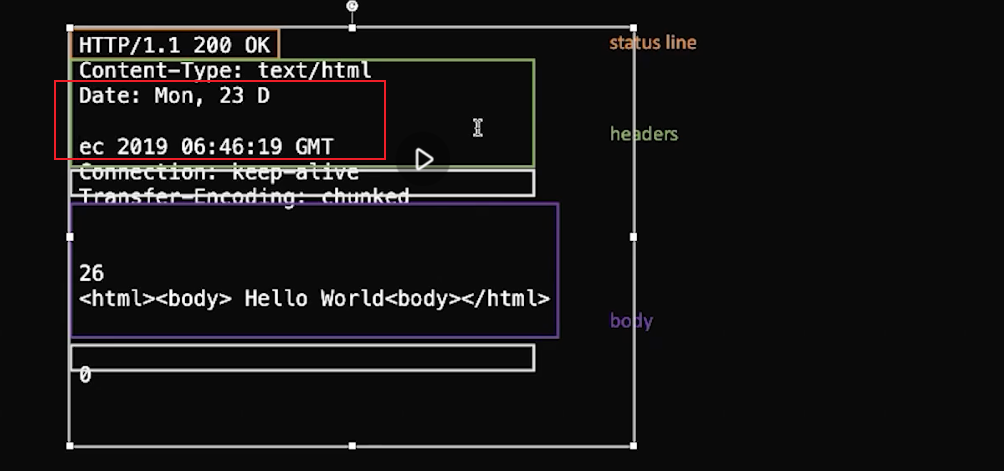 HTTP/1.1 200 OK
status line
Content-Type: text/html
Date: Mon, 23 D
headers
ec 2019 06:46:19 GMT
Connection: keep-alive
Transfer-Encoding: chunked
26
<html><body> Hello World<body></html>
body
0